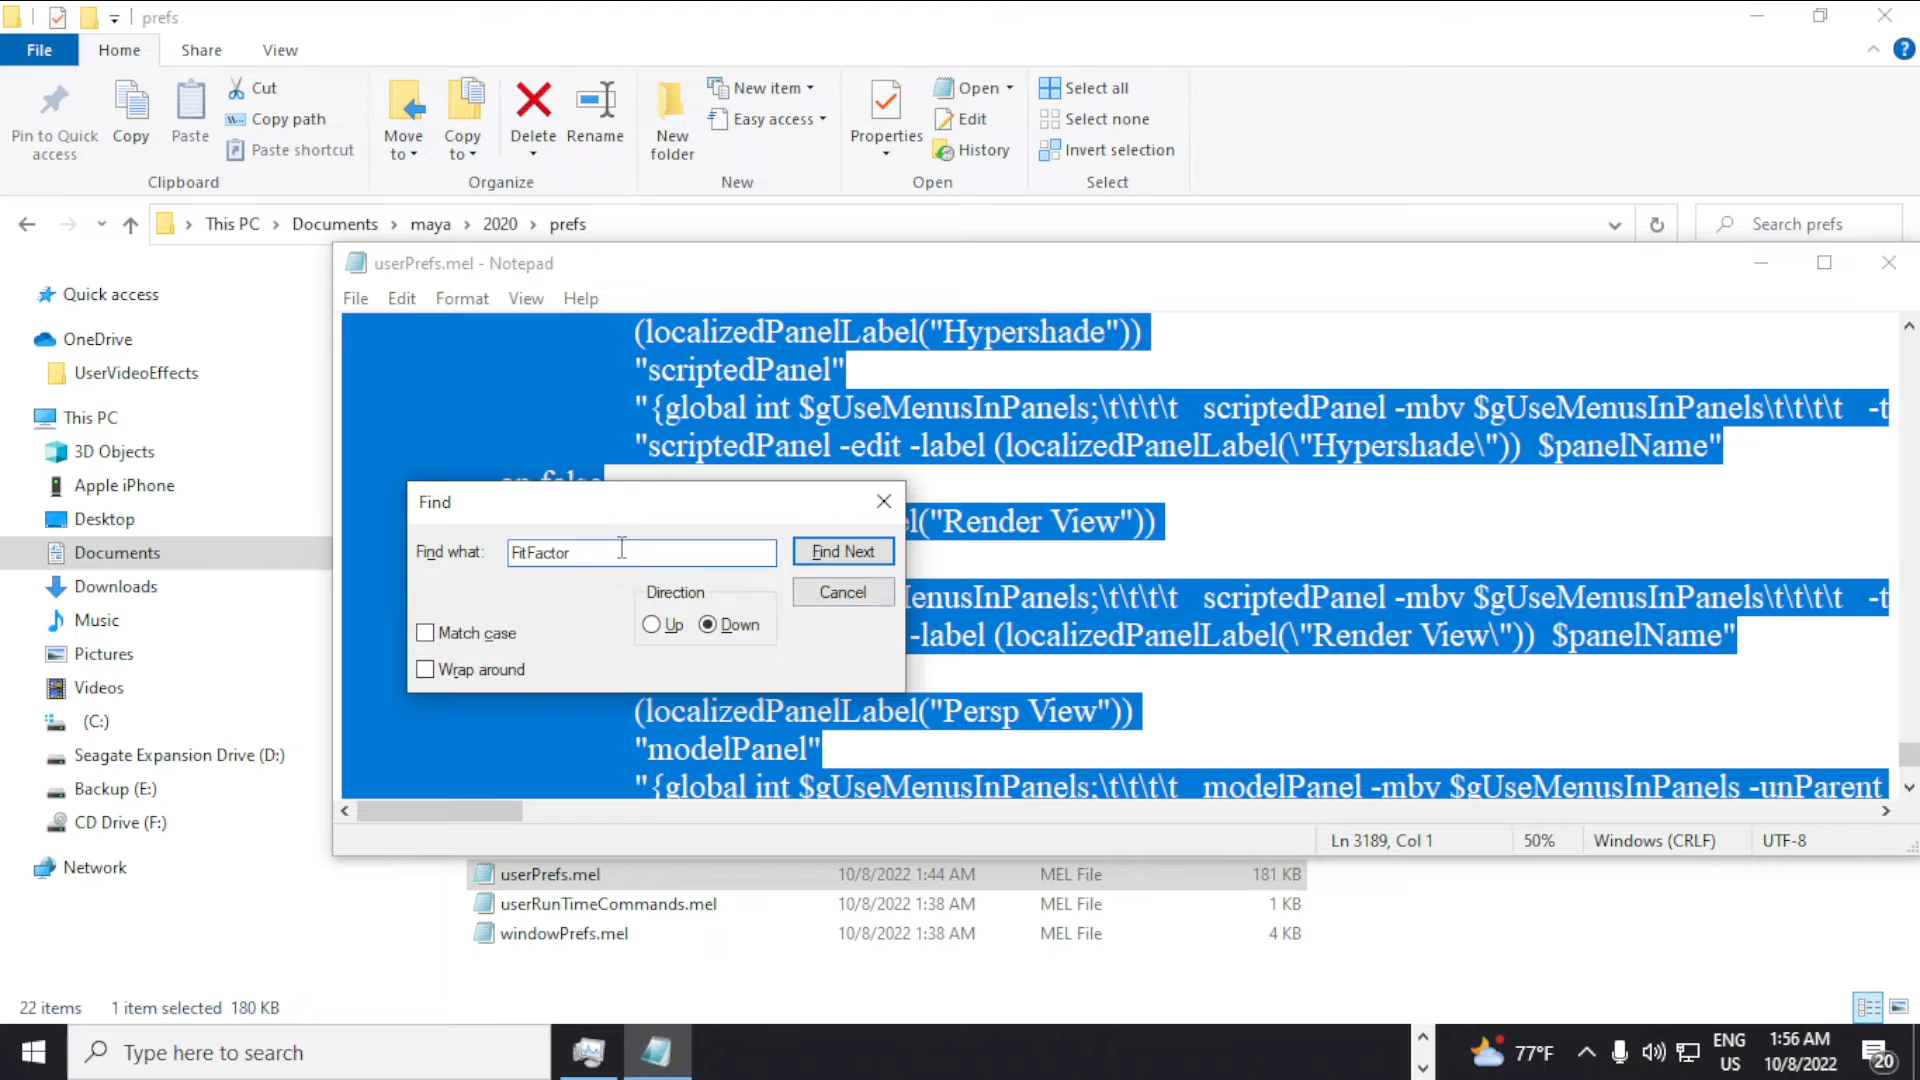 prefs
File Home Share View
Pin to Quick access
Copy
Paste
Cut
Copy path
Paste shortcut
Clipboard
Move to
Copy to
Delete
Rename
Organize
New folder
New item
Easy access
New
Properties
Open
Edit
History
Open
Select all
Select none
Invert selection
Select
This PC > Documents > maya > 2020 > prefs
Search prefs
Quick access
OneDrive
UserVideoEffects
This PC
3D Objects
Apple iPhone
Desktop
Documents
Downloads
Music
Pictures
Videos
(C:)
Seagate Expansion Drive (D:)
Backup (E:)
CD Drive (F:)
Network
userPrefs.mel - Notepad
File Edit Format View Help
(localizedPanelLabel("Hypershade"))
"scriptedPanel"
"{global int $gUseMenusInPanels;\t\t\t\t   scriptedPanel -mbv $gUseMenusInPanels\t\t\t\t   -t
"scriptedPanel -edit -label (localizedPanelLabel(\"Hypershade\"))  $panelName"
-ap false
l("Render View"))
MenusInPanels;\t\t\t\t   scriptedPanel -mbv $gUseMenusInPanels\t\t\t\t   -t
-label (localizedPanelLabel(\"Render View\"))  $panelName"
(localizedPanelLabel("Persp View"))
"modelPanel"
"{global int $gUseMenusInPanels;\t\t\t\t   modelPanel -mbv $gUseMenusInPanels -unParent
Find
Find what: FitFactor
Find Next
Cancel
Direction
Up Down
Match case
Wrap around
Ln 3189, Col 1 50% Windows (CRLF) UTF-8
userPrefs.mel 10/8/2022 1:44 AM MEL File 181 KB
userRunTimeCommands.mel 10/8/2022 1:38 AM MEL File 1 KB
windowPrefs.mel 10/8/2022 1:38 AM MEL File 4 KB
22 items 1 item selected 180 KB
Type here to search
77°F
ENG
US
1:56 AM
10/8/2022
20